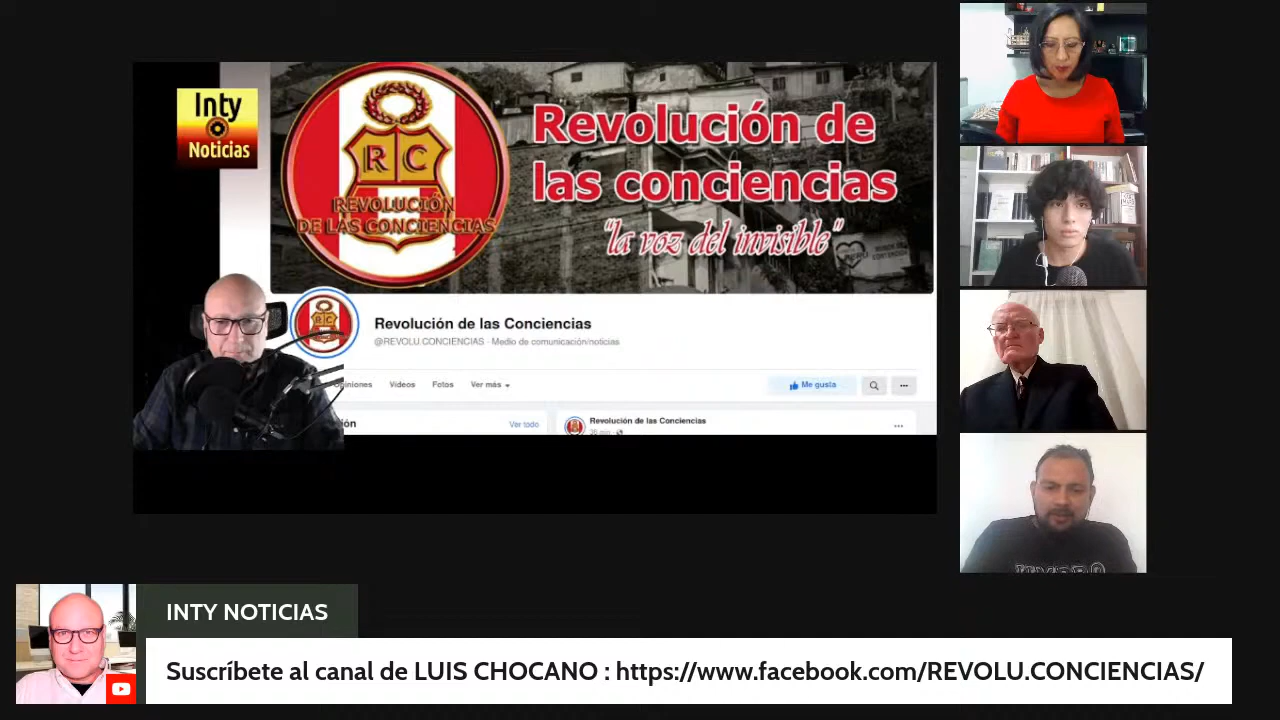 Inty
Noticias
RC
REVOLUCIÓN
DE LAS CONCIENCIAS
Revolución de
las conciencias
"la voz del invisible"
Revolución de las Conciencias
@REVOLU.CONCIENCIAS · Medio de comunicación/noticias
Opiniones Videos Fotos Ver más
Me gusta
Ver todo
Revolución de las Conciencias
INTY NOTICIAS
Suscríbete al canal de LUIS CHOCANO : https://www.facebook.com/REVOLU.CONCIENCIAS/